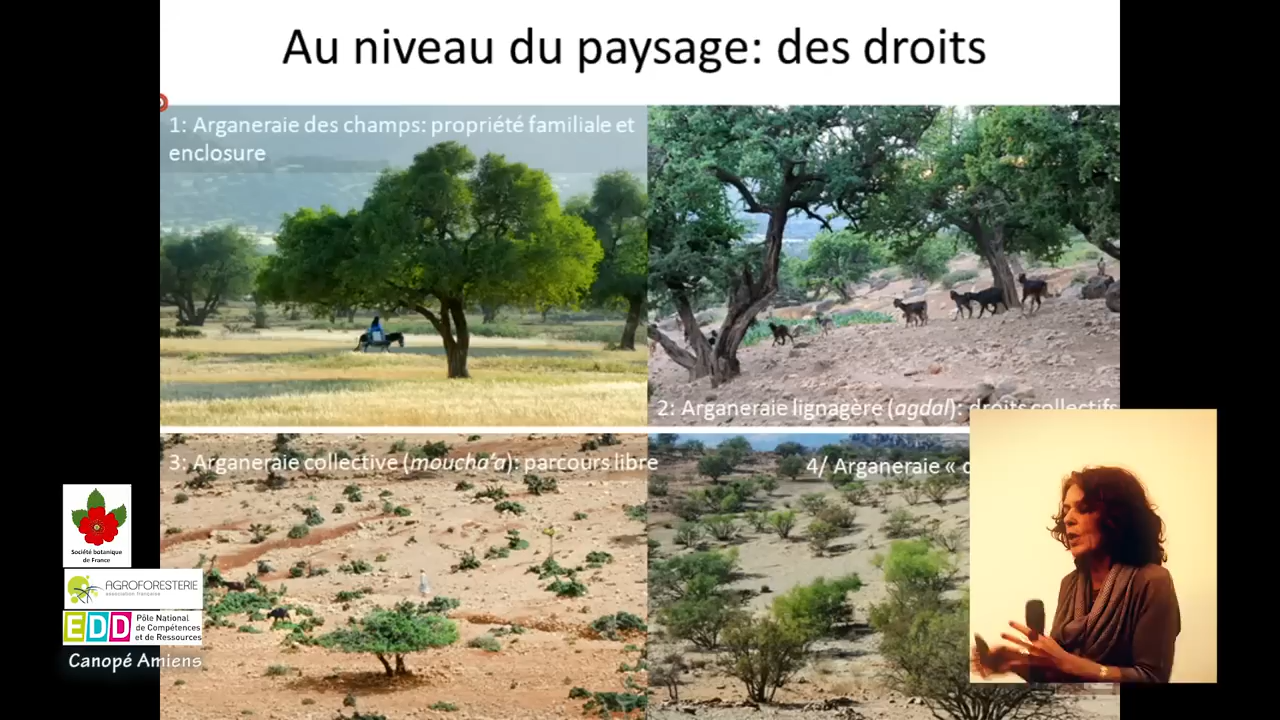 Au niveau du paysage: des droits
1: Arganeraie des champs: propriété familiale et
enclosure
2: Arganeraie lignagère (agdal): droits collectifs
3: Arganeraie collective (moucha'a): parcours libre
4/ Arganeraie «
Société botanique
de France
AGROFORESTERIE
association française
EDD
Pôle National
de Compétences
et de Ressources
Canopé Amiens